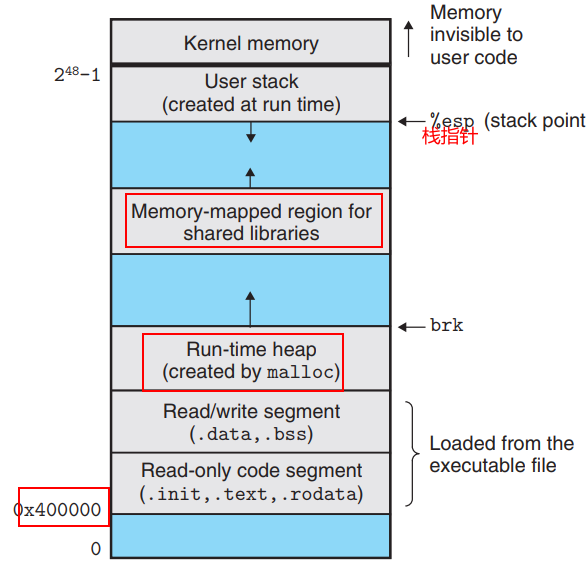 Memory
invisible to
user code
Kernel memory
2^48−1
User stack
(created at run time)
%esp (stack point
栈指针
Memory-mapped region for
shared libraries
brk
Run-time heap
(created by malloc)
Read/write segment
(.data,.bss)
Loaded from the
executable file
Read-only code segment
(.init,.text,.rodata)
0x400000
0